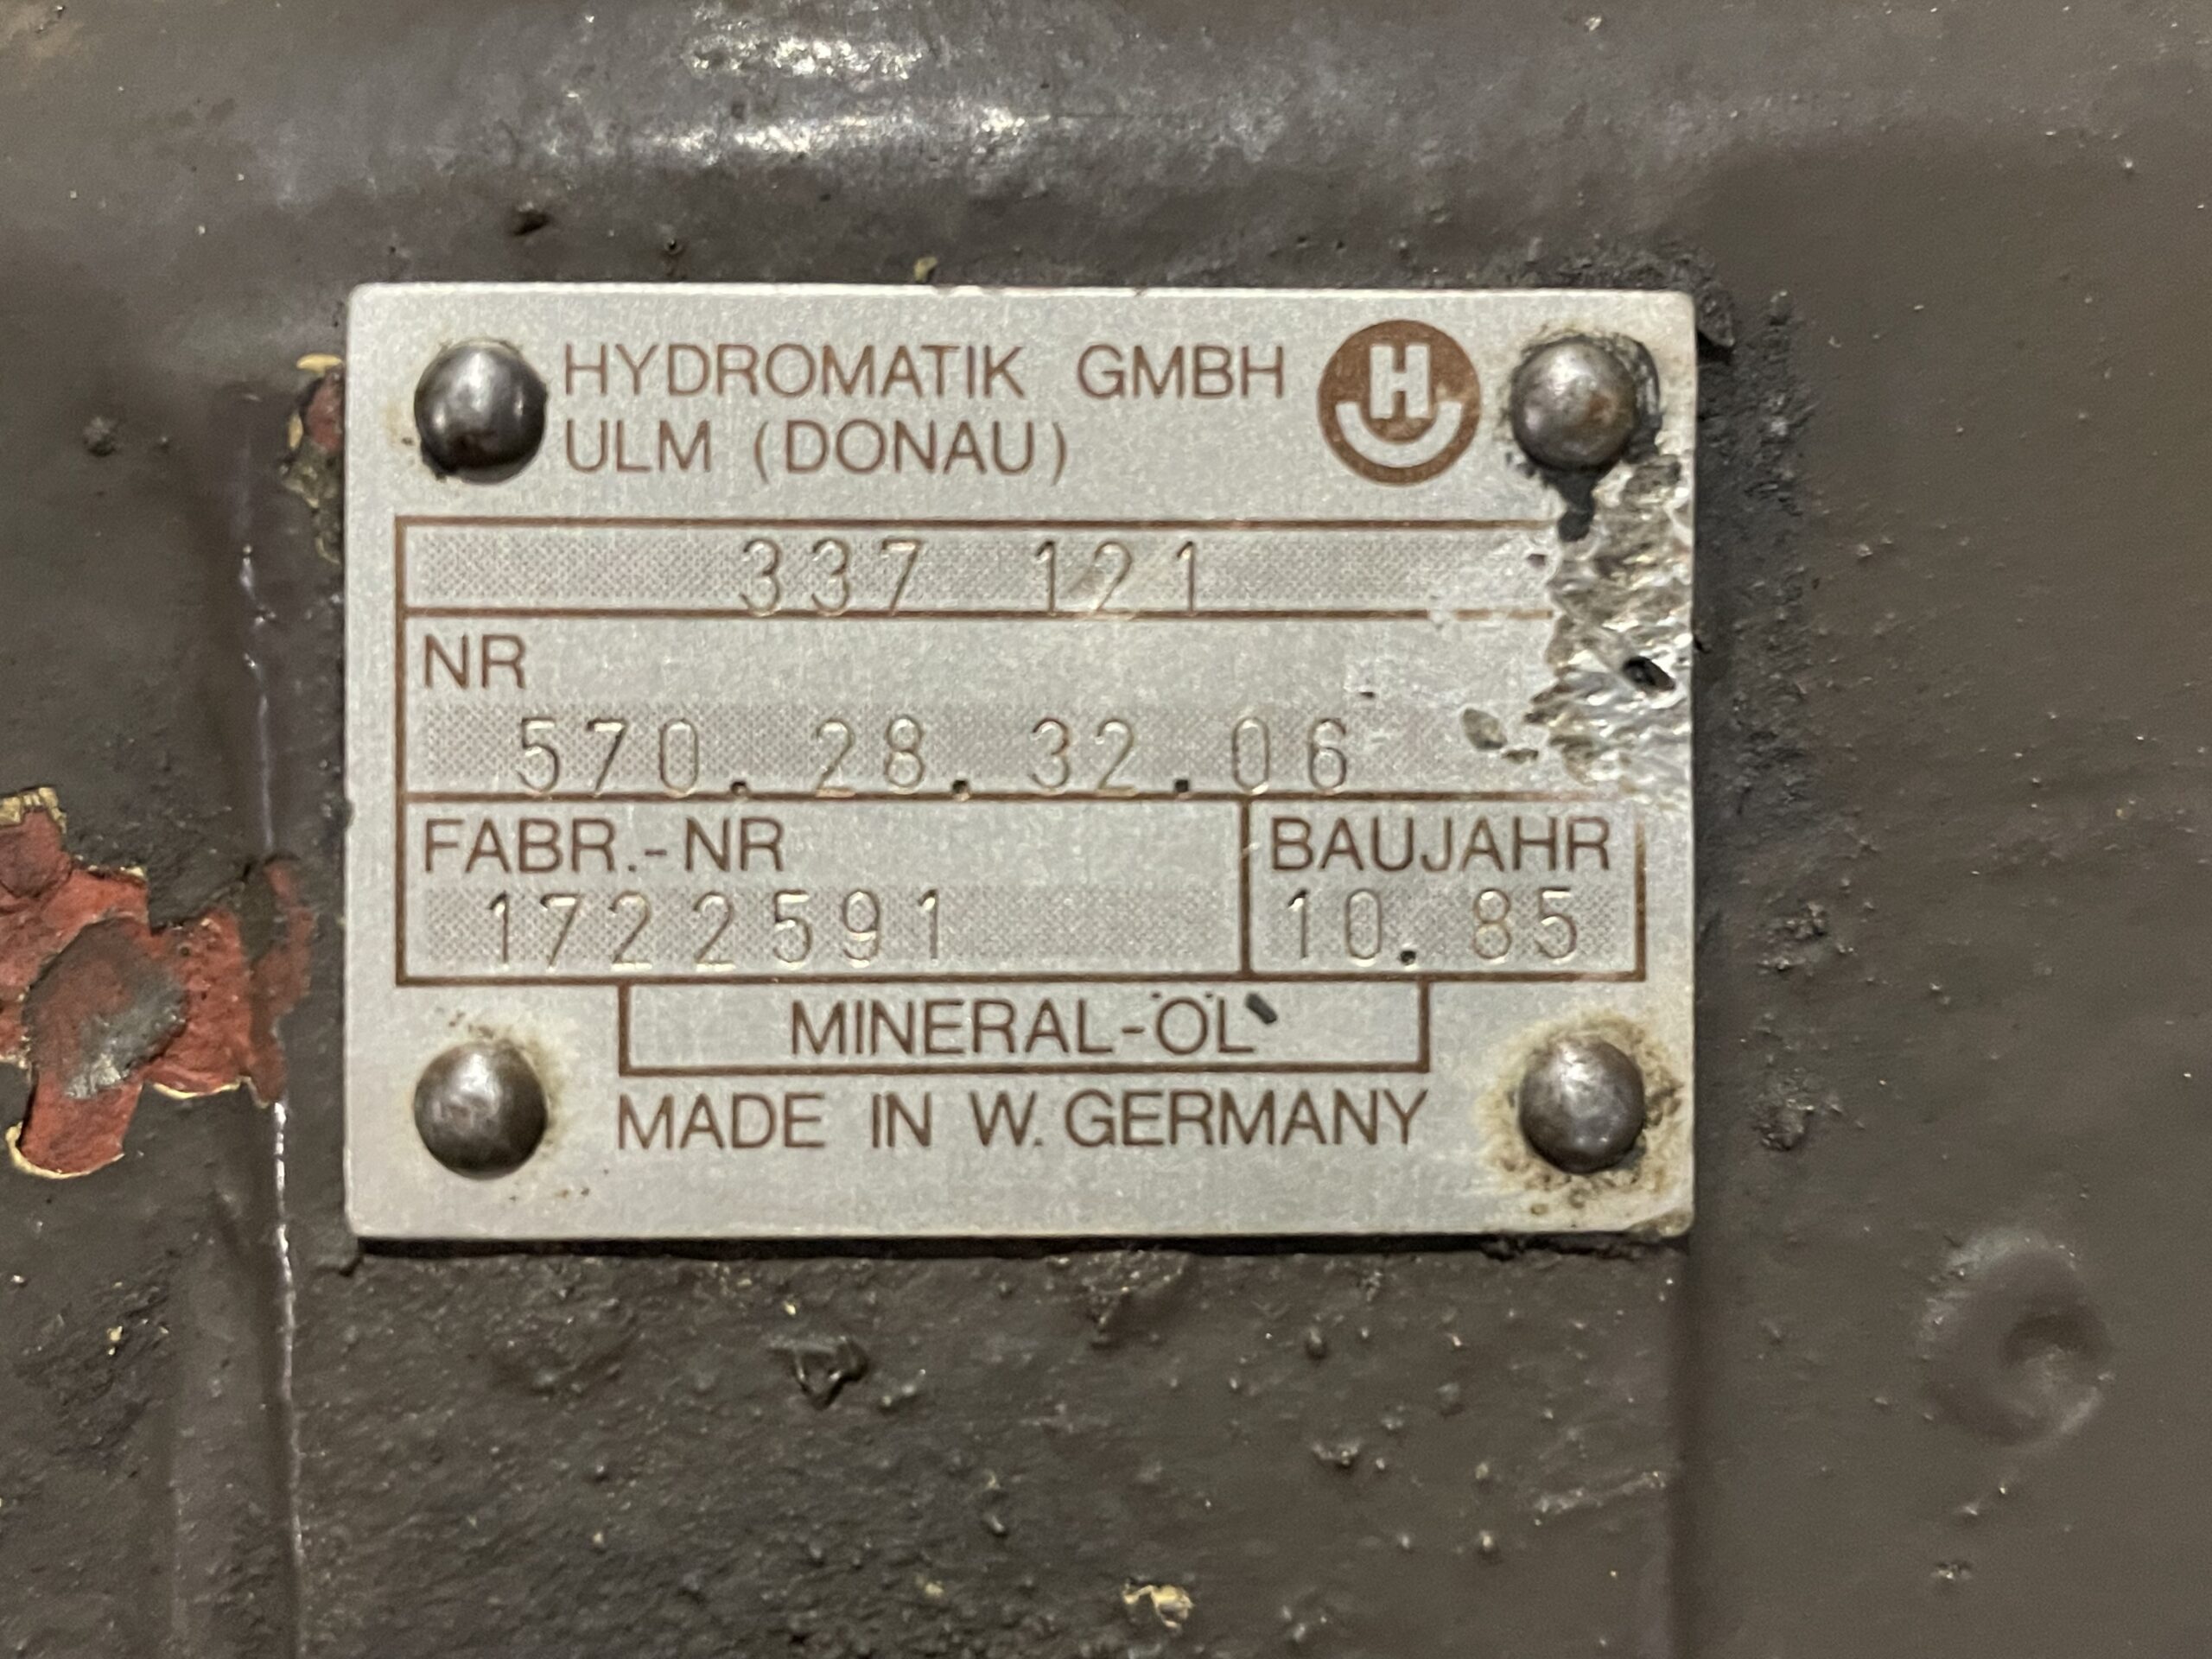 HYDROMATIK GMBH H
ULM (DONAU)
337 121
NR
570.28.32.06
FABR.-NR BAUJAHR
1722591 10.85
MINERAL-ÖL
MADE IN W. GERMANY